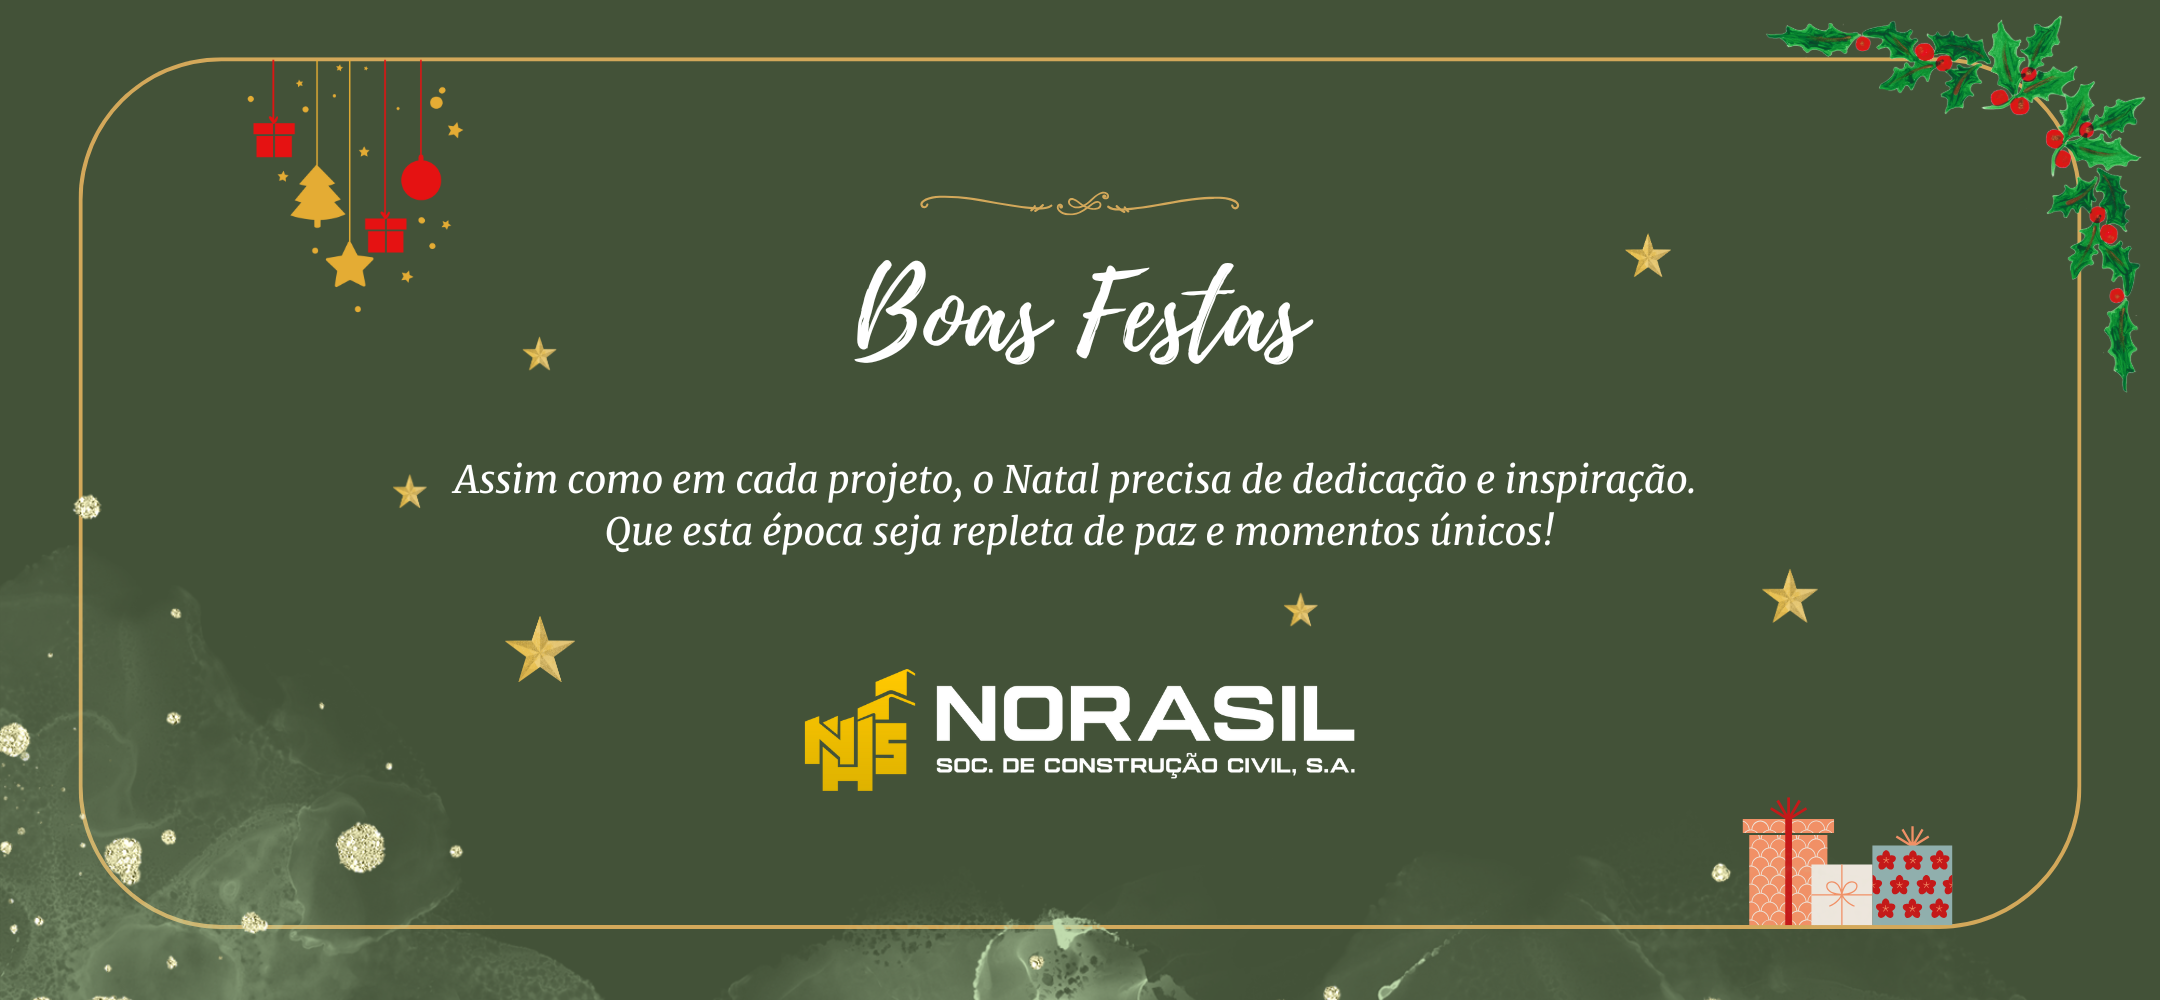 Boas Festas
Assim como em cada projeto, o Natal precisa de dedicação e inspiração.
Que esta época seja repleta de paz e momentos únicos!
NORASIL
SOC. DE CONSTRUÇÃO CIVIL, S.A.